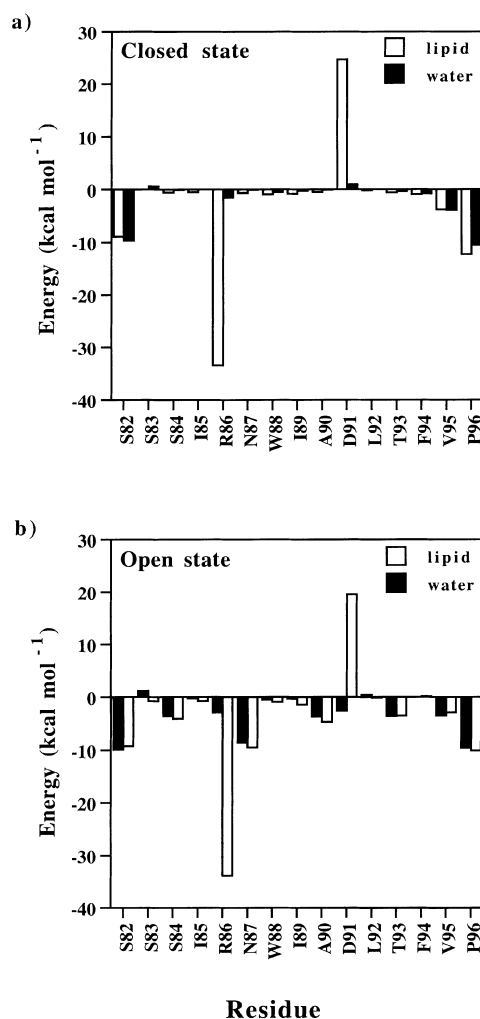 a)
Closed state
lipid
water
Energy (kcal mol-1)
30
20
10
0
-10
-20
-30
-40
S82 S83 S84 I85 R86 N87 W88 I89 A90 D91 L92 T93 F94 V95 P96
b)
Open state
lipid
water
Energy (kcal mol-1)
30
20
10
0
-10
-20
-30
-40
S82 S83 S84 I85 R86 N87 W88 I89 A90 D91 L92 T93 F94 V95 P96
Residue